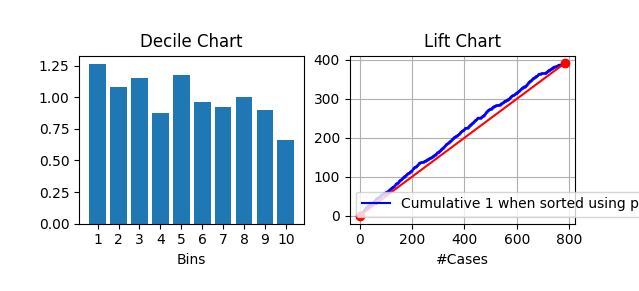 Decile Chart
1.25
1.00
0.75
0.50
0.25
0.00
1 2 3 4 5 6 7 8 9 10
Bins
Lift Chart
400
300
200
100
0
Cumulative 1 when sorted using p
0 200 400 600 800
#Cases